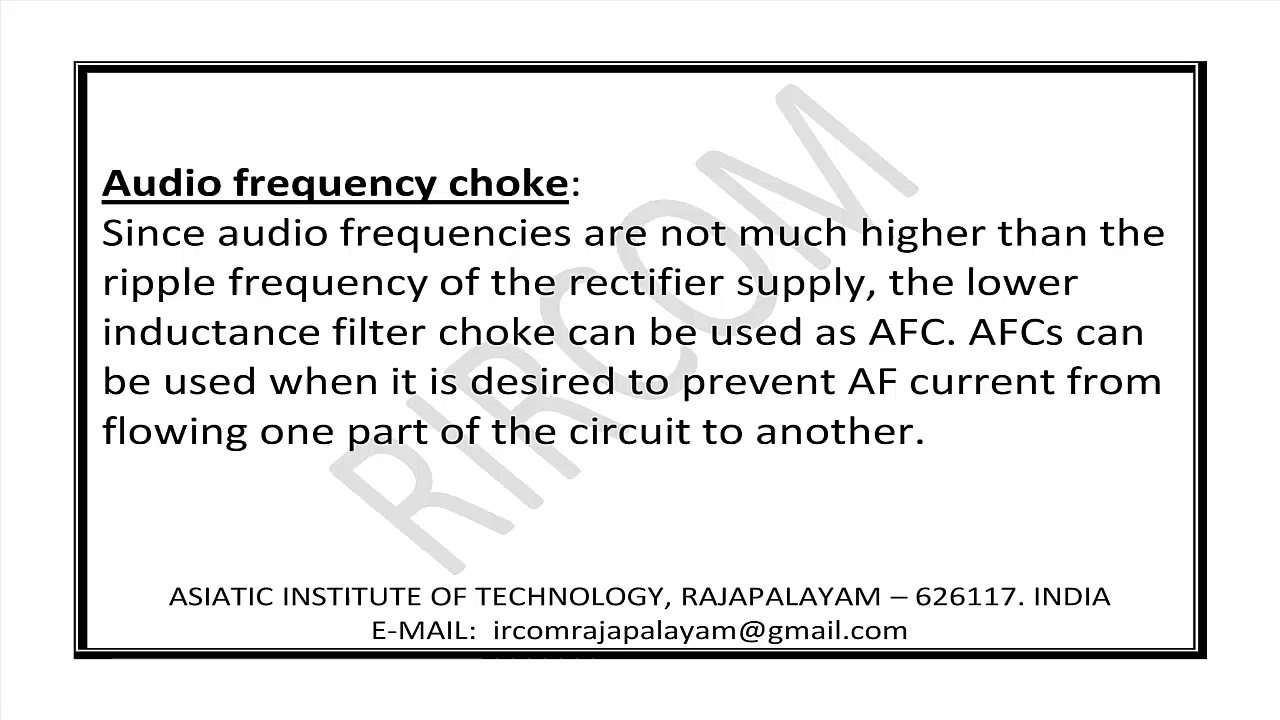 Audio frequency choke:
Since audio frequencies are not much higher than the
ripple frequency of the rectifier supply, the lower
inductance filter choke can be used as AFC. AFCs can
be used when it is desired to prevent AF current from
flowing one part of the circuit to another.
RIRCOM
ASIATIC INSTITUTE OF TECHNOLOGY, RAJAPALAYAM – 626117. INDIA
E-MAIL:  ircomrajapalayam@gmail.com